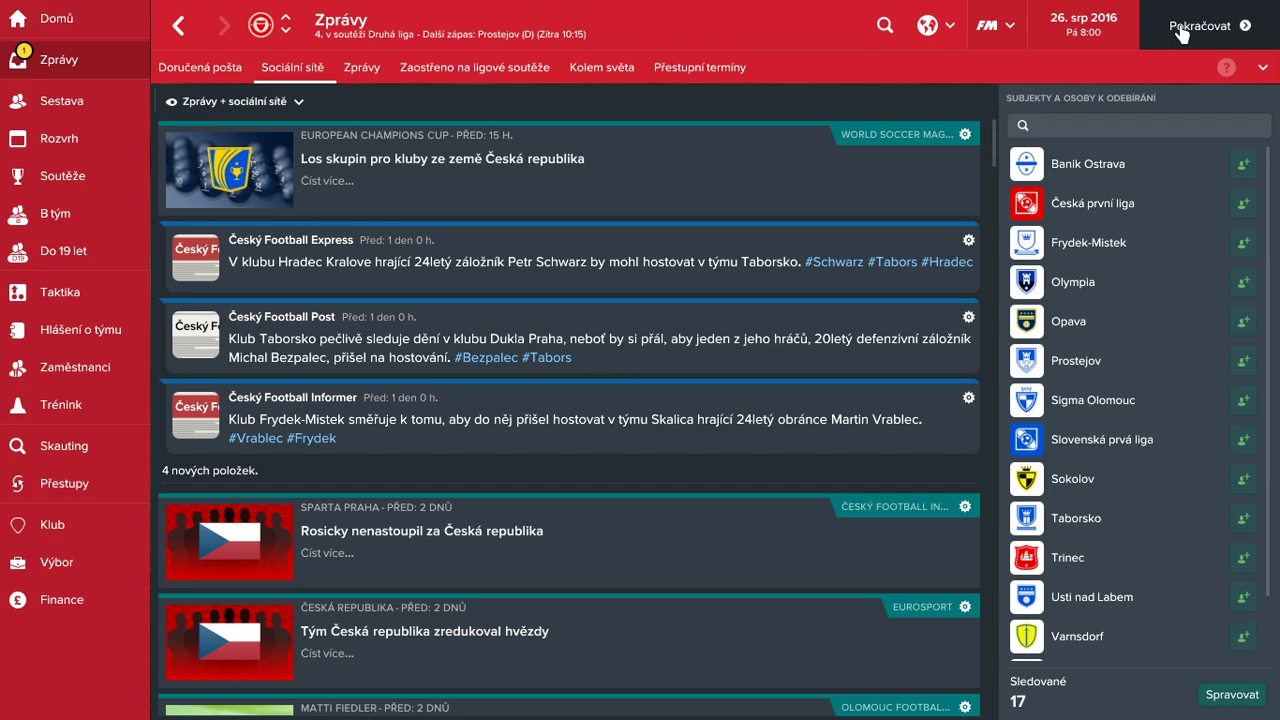 Domů
1
Zprávy
Sestava
Rozvrh
Soutěže
B tým
Do 19 let
Taktika
Hlášení o týmu
Zaměstnanci
Trénink
Skauting
Přestupy
Klub
Výbor
Finance
Zprávy
4. v soutěži Druhá liga - Další zápas: Prostejov (D) (Zítra 10:15)
FM
26. srp 2016
Pá 8:00
Pokračovat
Doručená pošta Sociální sítě Zprávy Zaostřeno na ligové soutěže Kolem světa Přestupní termíny
Zprávy + sociální sítě
EUROPEAN CHAMPIONS CUP - PŘED: 15 H.
WORLD SOCCER MAG...
Los skupin pro kluby ze země Česká republika
Číst více...
Český Football Express Před: 1 den 0 h.
V klubu Hradec Kralove hrající 24letý záložník Petr Schwarz by mohl hostovat v týmu Taborsko. #Schwarz #Tabors #Hradec
Český Football Post Před: 1 den 0 h.
Klub Taborsko pečlivě sleduje dění v klubu Dukla Praha, neboť by si přál, aby jeden z jeho hráčů, 20letý defenzivní záložník
Michal Bezpalec, přišel na hostování. #Bezpalec #Tabors
Český Football Informer Před: 1 den 0 h.
Klub Frydek-Mistek směřuje k tomu, aby do něj přišel hostovat v týmu Skalica hrající 24letý obránce Martin Vrablec.
#Vrablec #Frydek
4 nových položek.
SPARTA PRAHA - PŘED: 2 DNŮ
ČESKÝ FOOTBALL IN...
Rosicky nenastoupil za Česká republika
Číst více...
ČESKÁ REPUBLIKA - PŘED: 2 DNŮ
EUROSPORT
Tým Česká republika zredukoval hvězdy
Číst více...
MATTI FIEDLER - PŘED: 2 DNŮ
OLOMOUC FOOTBAL...
SUBJEKTY A OSOBY K ODEBÍRÁNÍ
Banik Ostrava
Česká první liga
Frydek-Mistek
Olympia
Opava
Prostejov
Sigma Olomouc
Slovenská prvá liga
Sokolov
Taborsko
Trinec
Usti nad Labem
Varnsdorf
Sledované
17
Spravovat